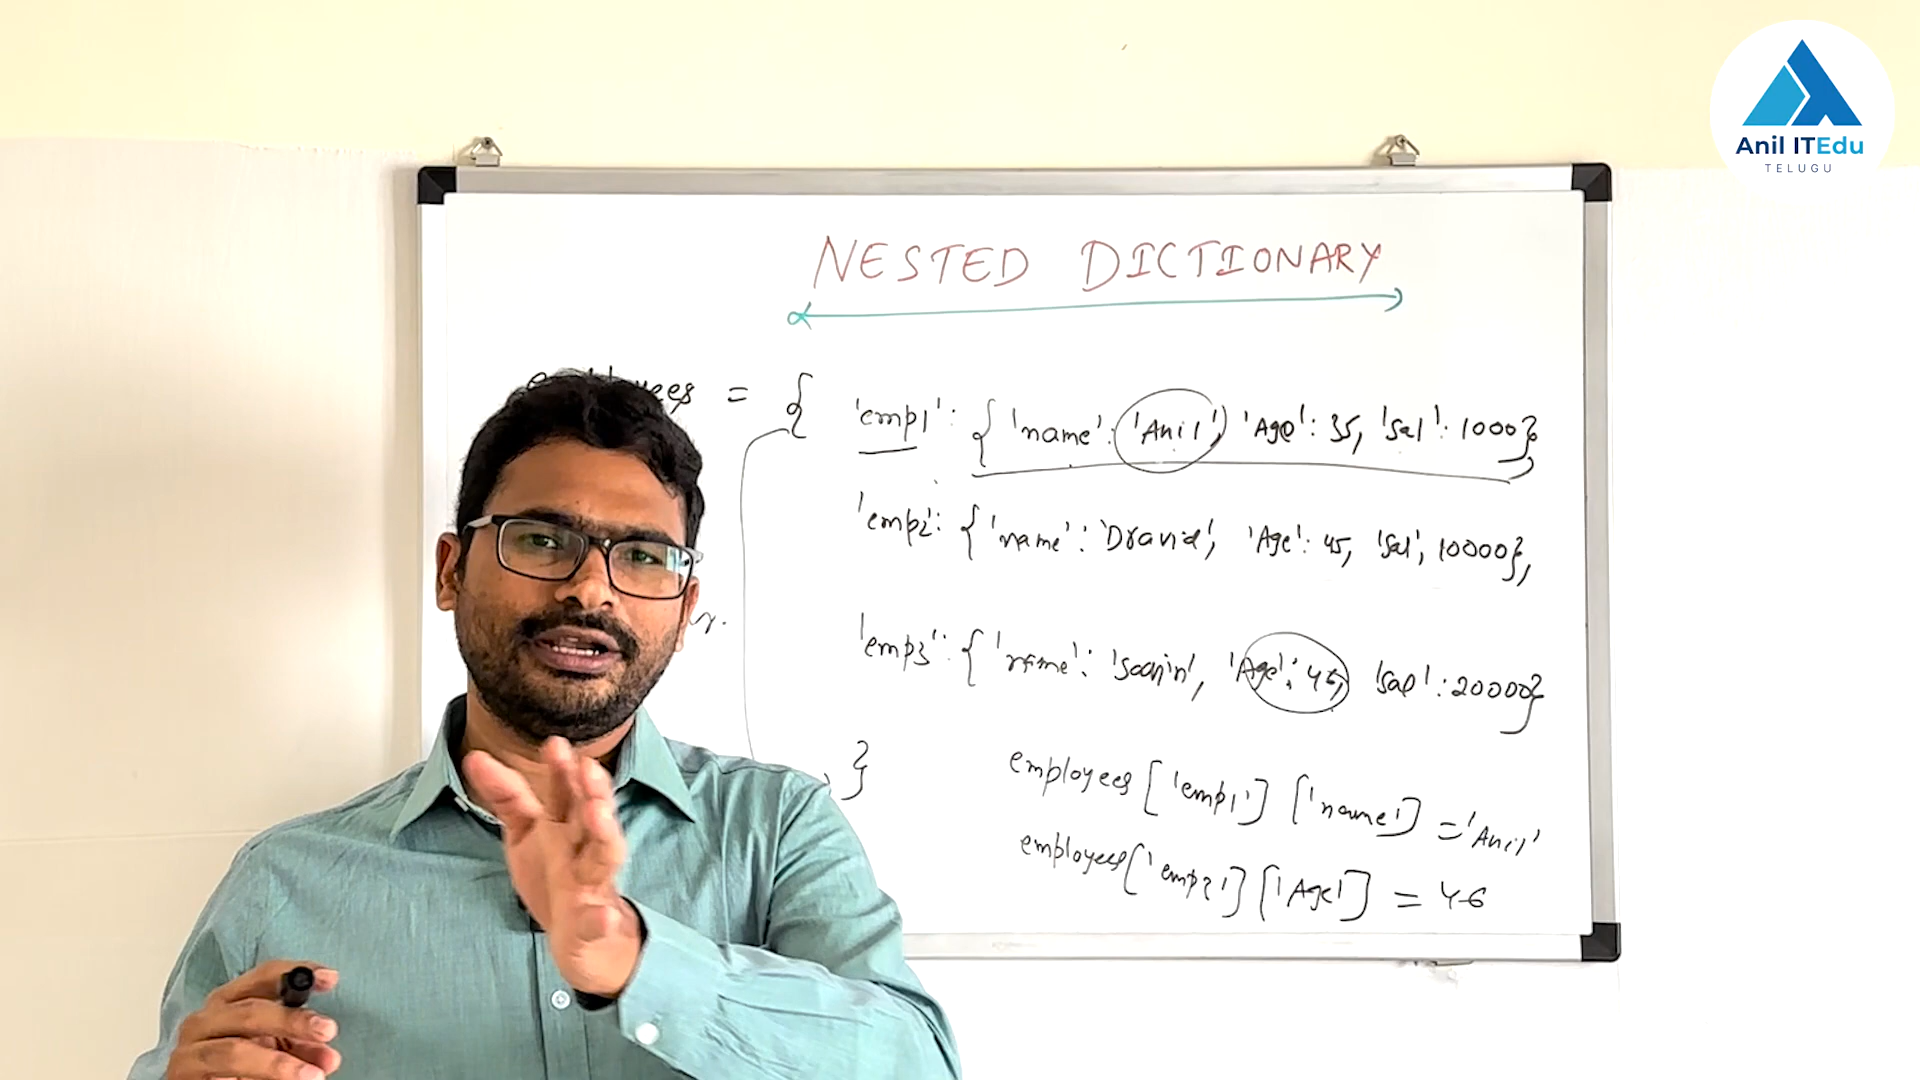 Anil ITEdu
TELUGU
NESTED DICTIONARY
= {
'emp1': { 'name': 'Anil', 'Age': 35, 'Sal': 1000}
'emp2': { 'name': 'Dravid', 'Age': 45, 'Sal', 10000},
'emp3': { 'name': 'Sachin', 'Age': 46, 'Sal': 20000}
}
employees ['emp1'] ['name'] = 'Anil'
employees ['emp2'] ['Age'] = 46